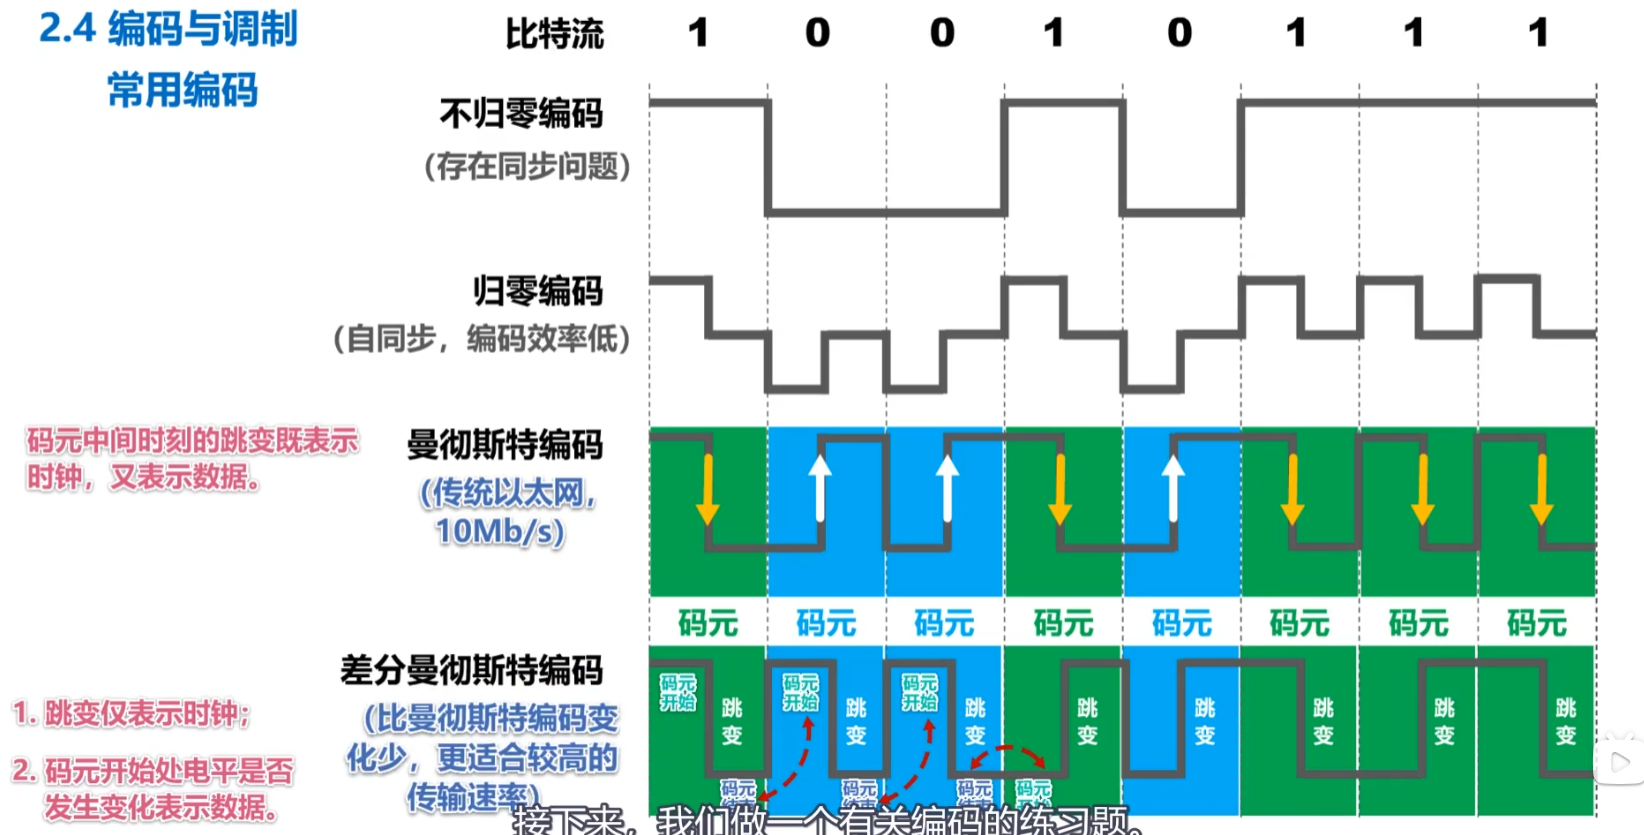 2.4 编码与调制
常用编码
比特流 1 0 0 1 0 1 1 1
不归零编码
(存在同步问题)
归零编码
(自同步，编码效率低)
码元中间时刻的跳变既表示
时钟，又表示数据。
曼彻斯特编码
(传统以太网，
10Mb/s)
码元 码元 码元 码元 码元 码元 码元 码元
差分曼彻斯特编码
(比曼彻斯特编码变
化少，更适合较高的
传输速率)
1. 跳变仅表示时钟；
2. 码元开始处电平是否
发生变化表示数据。
码元
开始
码元
开始
码元
开始
跳变 跳变 跳变 跳变 跳变 跳变 跳变 跳变
码元
码元
码元
码元
接下来，我们做一个有关编码的练习题。